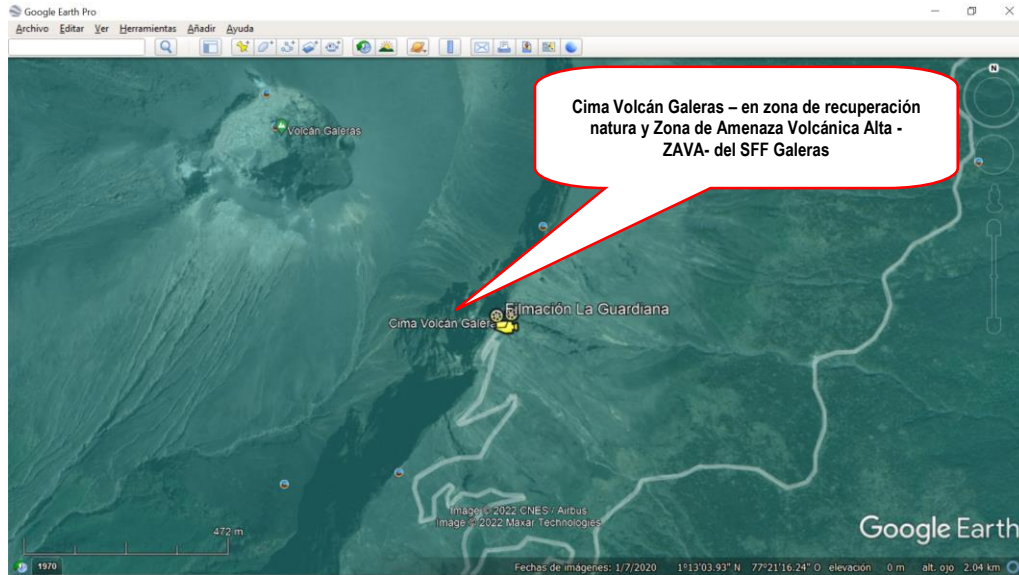 Google Earth Pro
Archivo Editar Ver Herramientas Añadir Ayuda
Cima Volcán Galeras – en zona de recuperación
natura y Zona de Amenaza Volcánica Alta -
ZAVA- del SFF Galeras
N
Volcán Galeras
Filmación La Guardiana
Cima Volcán Galeras
Image © 2022 CNES / Airbus
Image © 2022 Maxar Technologies
472 m
Google Earth
1970
Fechas de imágenes: 1/7/2020 1°13'03.93" N 77°21'16.24" O elevación 0 m alt. ojo 2.04 km